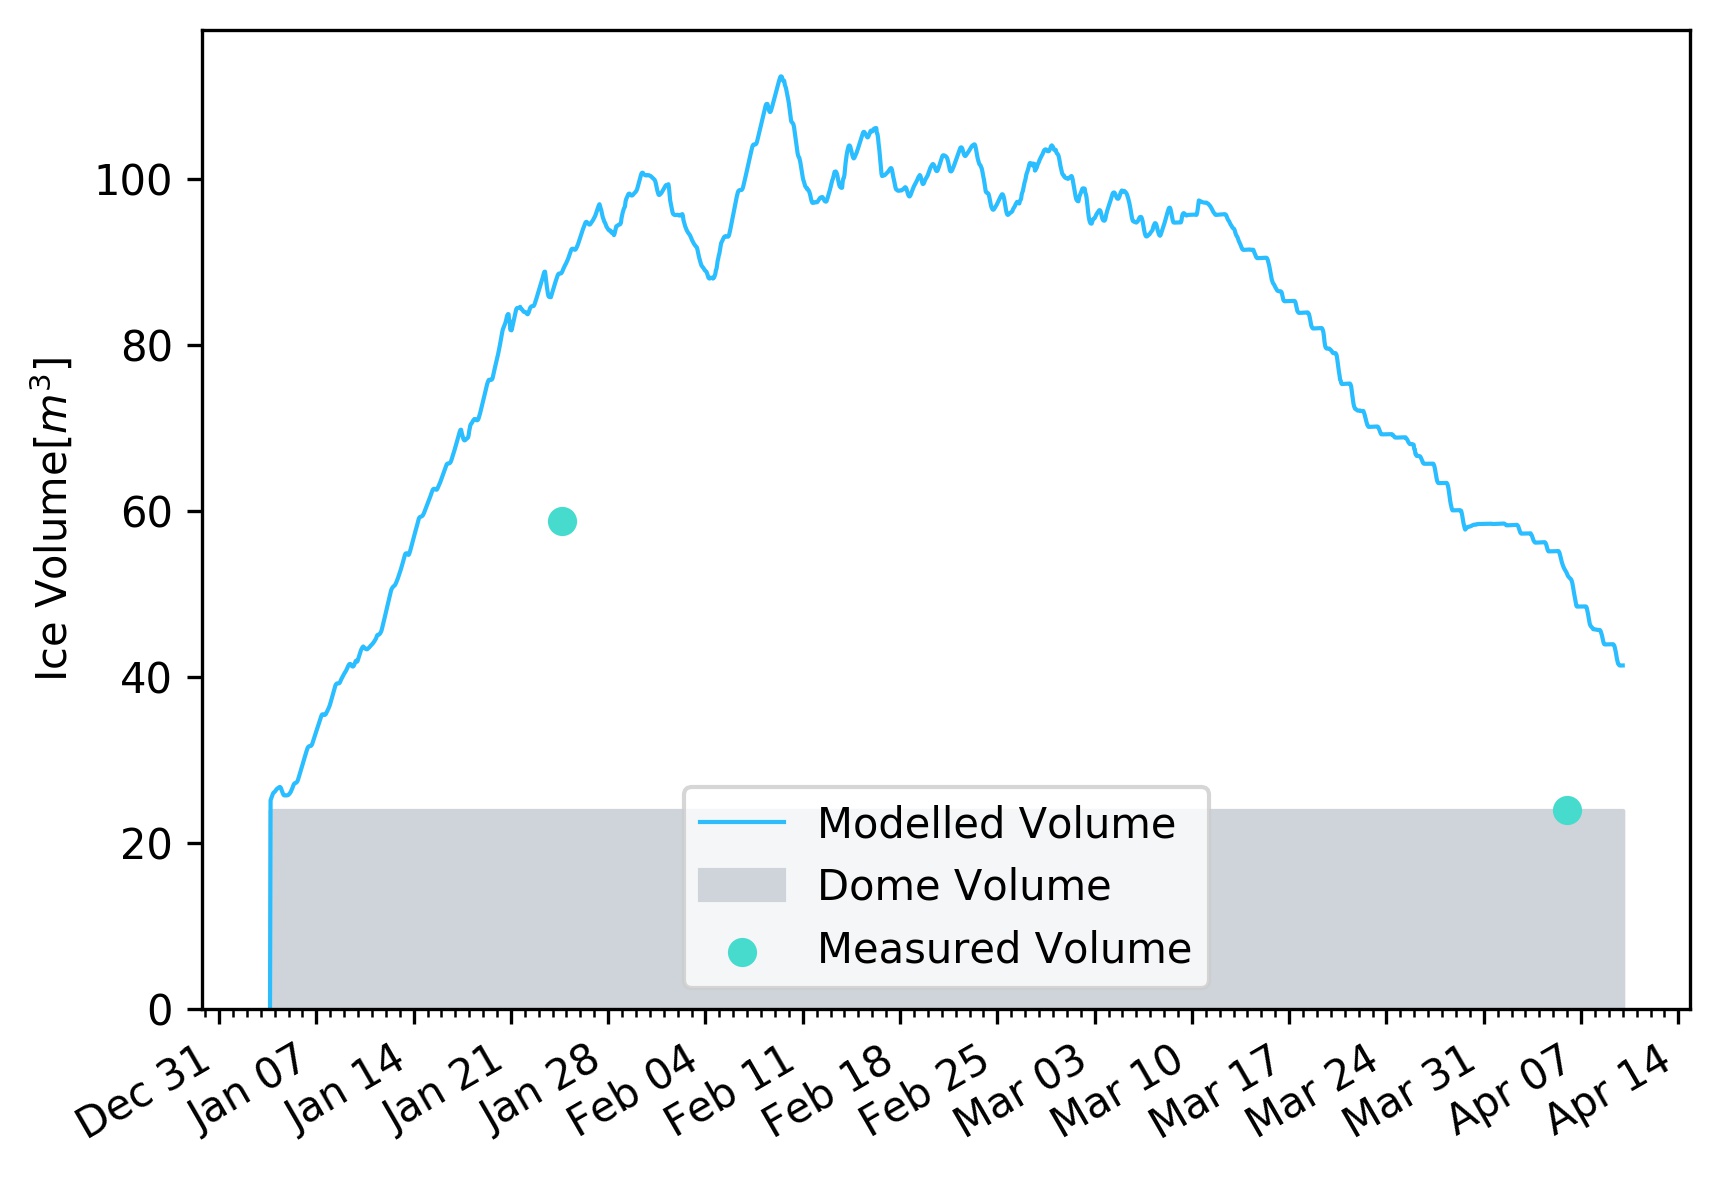 Ice Volume[m³]
100
80
60
40
20
0
Modelled Volume
Dome Volume
Measured Volume
Dec 31
Jan 07
Jan 14
Jan 21
Jan 28
Feb 04
Feb 11
Feb 18
Feb 25
Mar 03
Mar 10
Mar 17
Mar 24
Mar 31
Apr 07
Apr 14